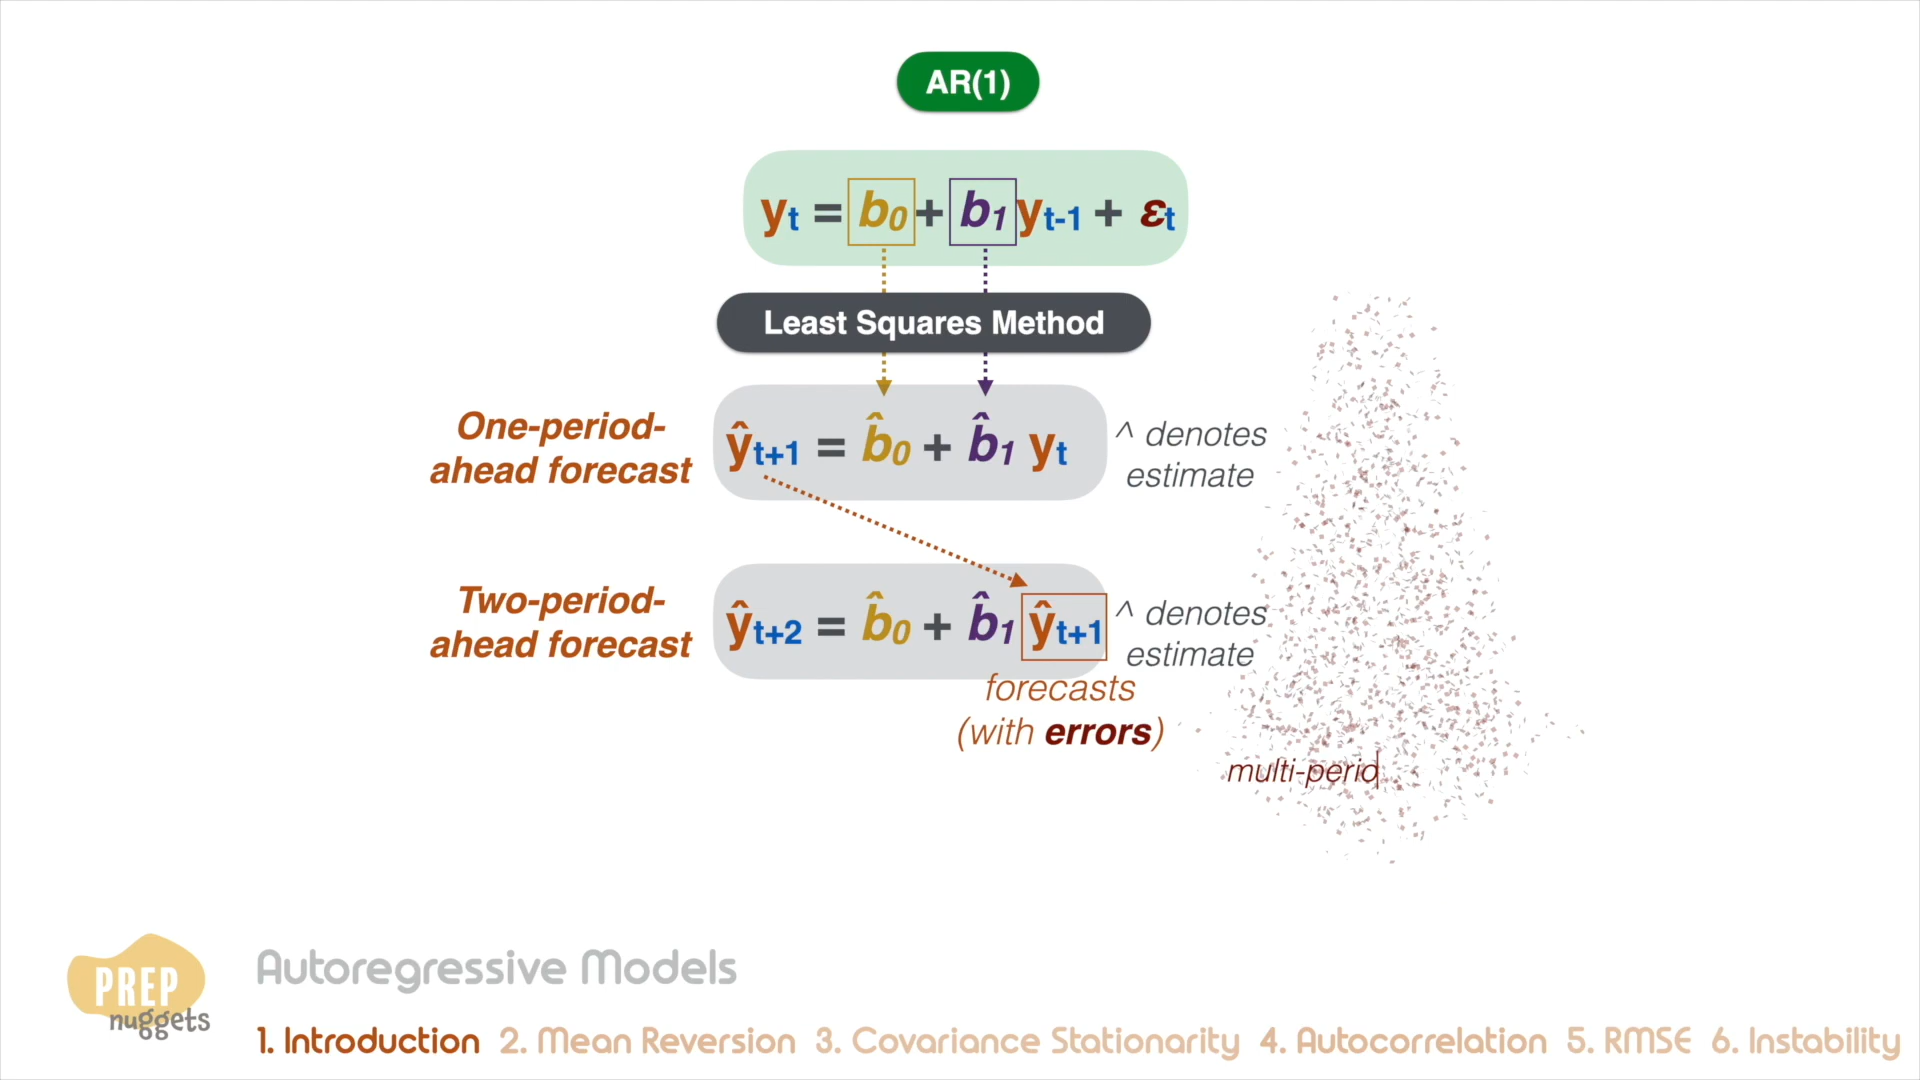 AR(1)
yt = b0 + b1 yt-1 + εt
Least Squares Method
One-period-
ahead forecast
ŷt+1 = b̂0 + b̂1 yt
^ denotes
estimate
Two-period-
ahead forecast
ŷt+2 = b̂0 + b̂1 ŷt+1
^ denotes
estimate
forecasts
(with errors)
multi-perid
PREP
nuggets
Autoregressive Models
1. Introduction 2. Mean Reversion 3. Covariance Stationarity 4. Autocorrelation 5. RMSE 6. Instability